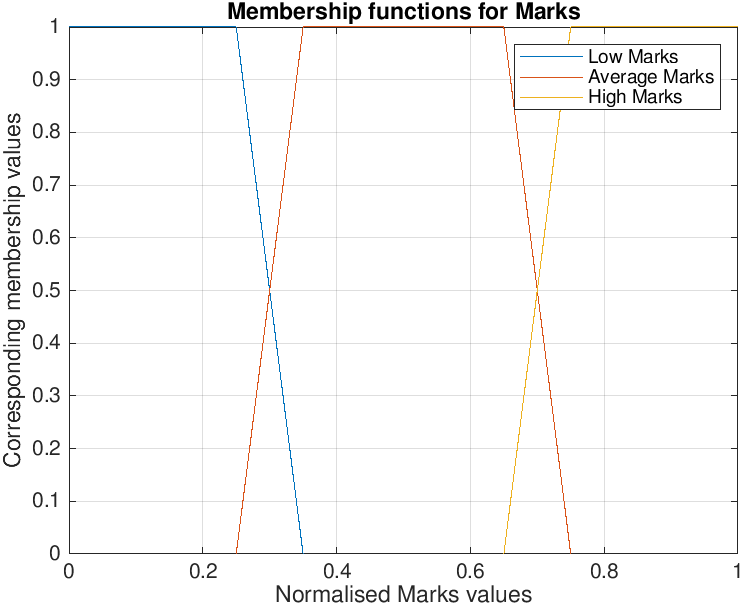 Membership functions for Marks
1
0.9
0.8
0.7
0.6
0.5
0.4
0.3
0.2
0.1
0
Corresponding membership values
Low Marks
Average Marks
High Marks
0 0.2 0.4 0.6 0.8 1
Normalised Marks values